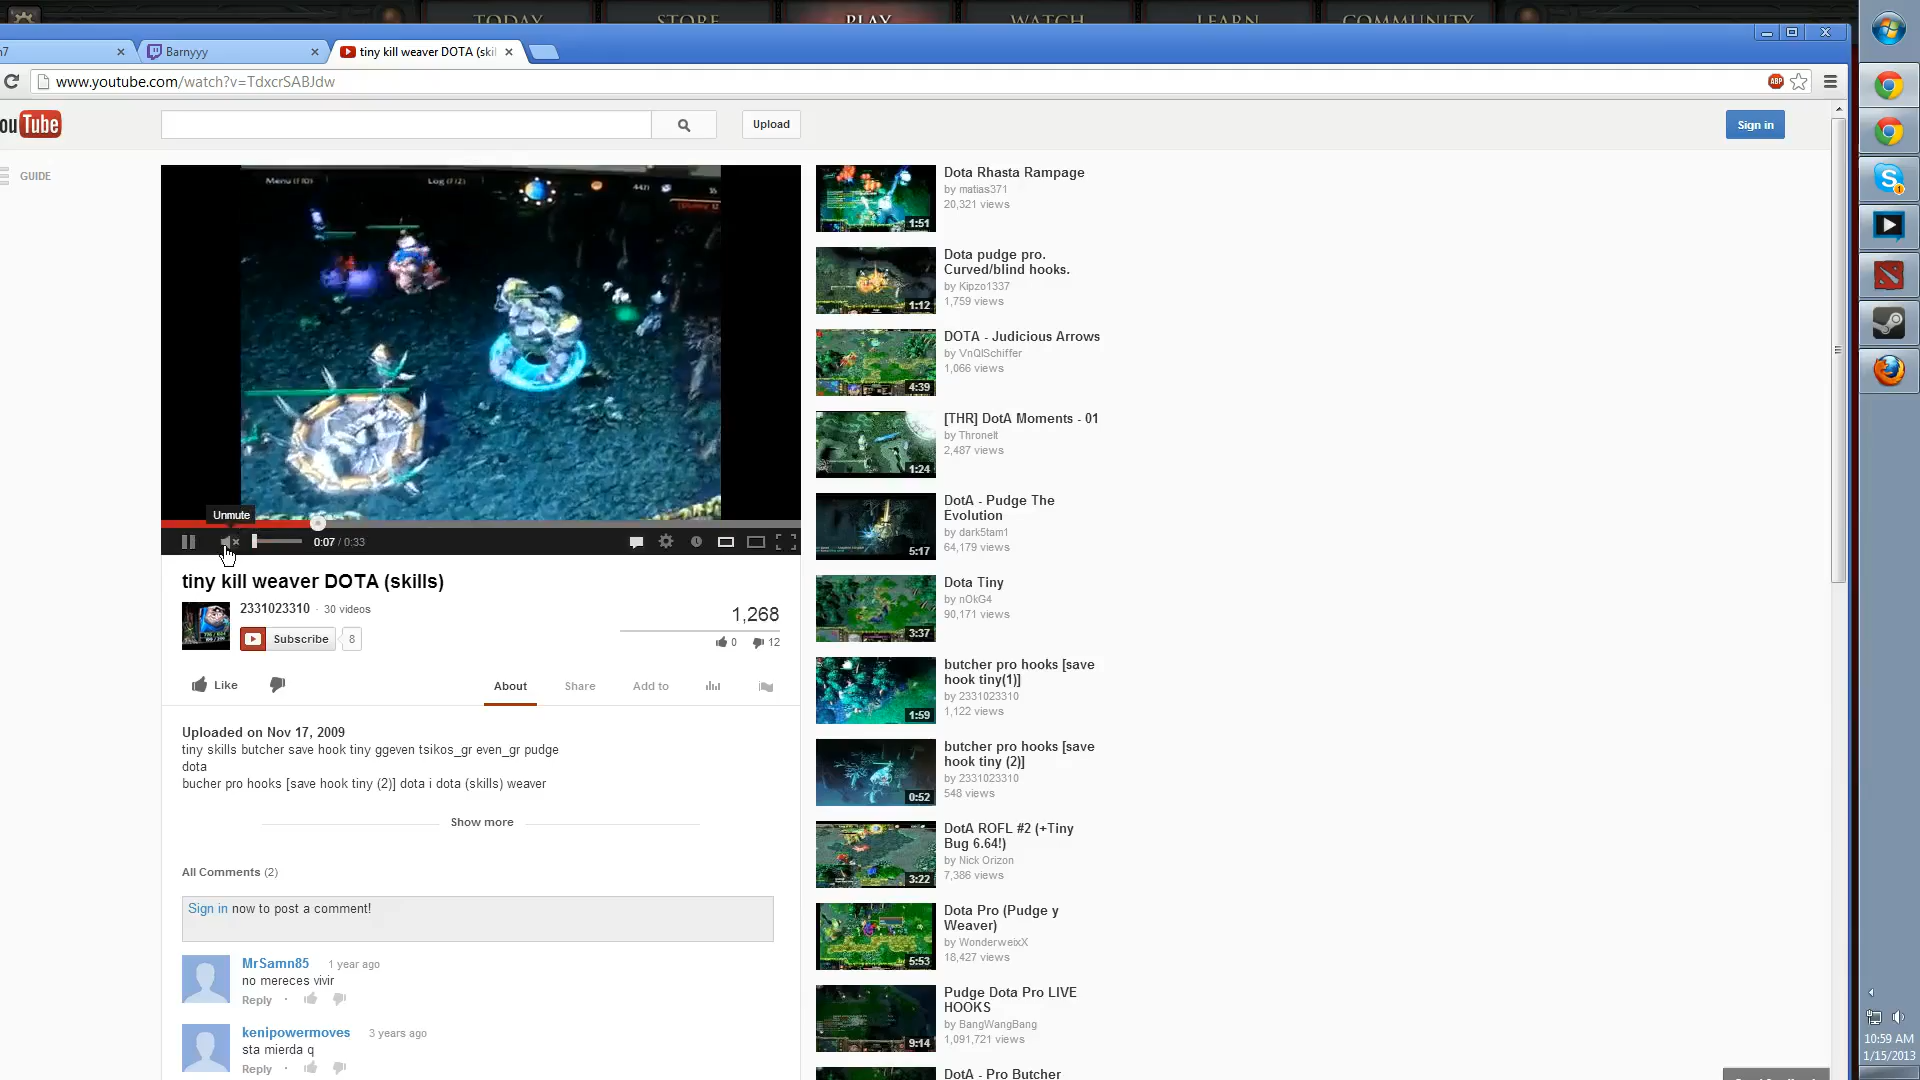 TODAY
STORE
PLAY
WATCH
LEARN
COMMUNITY
Barnyyy
tiny kill weaver DOTA (skil
www.youtube.com/watch?v=TdxcrSABJdw
ABP
ouTube
Upload
Sign in
GUIDE
Menu (F10)
Log (F12)
Unmute
0:07 / 0:33
tiny kill weaver DOTA (skills)
2331023310 · 30 videos
Subscribe 8
1,268
0 12
Like
About
Share
Add to
Uploaded on Nov 17, 2009
tiny skills butcher save hook tiny ggeven tsikos_gr even_gr pudge
dota
bucher pro hooks [save hook tiny (2)] dota i dota (skills) weaver
Show more
All Comments (2)
Sign in now to post a comment!
MrSamn85 1 year ago
no mereces vivir
Reply ·
kenipowermoves 3 years ago
sta mierda q
Reply ·
1:51
Dota Rhasta Rampage
by matias371
20,321 views
1:12
Dota pudge pro.
Curved/blind hooks.
by Kipzo1337
1,759 views
4:39
DOTA - Judicious Arrows
by VnQlSchiffer
1,066 views
1:24
[THR] DotA Moments - 01
by Thronelt
2,487 views
5:17
DotA - Pudge The
Evolution
by dark5tam1
64,179 views
3:37
Dota Tiny
by nOkG4
90,171 views
1:59
butcher pro hooks [save
hook tiny(1)]
by 2331023310
1,122 views
0:52
butcher pro hooks [save
hook tiny (2)]
by 2331023310
548 views
3:22
DotA ROFL #2 (+Tiny
Bug 6.64!)
by Nick Orizon
7,386 views
5:53
Dota Pro (Pudge y
Weaver)
by WonderweixX
18,427 views
9:14
Pudge Dota Pro LIVE
HOOKS
by BangWangBang
1,091,721 views
DotA - Pro Butcher
10:59 AM
1/15/2013